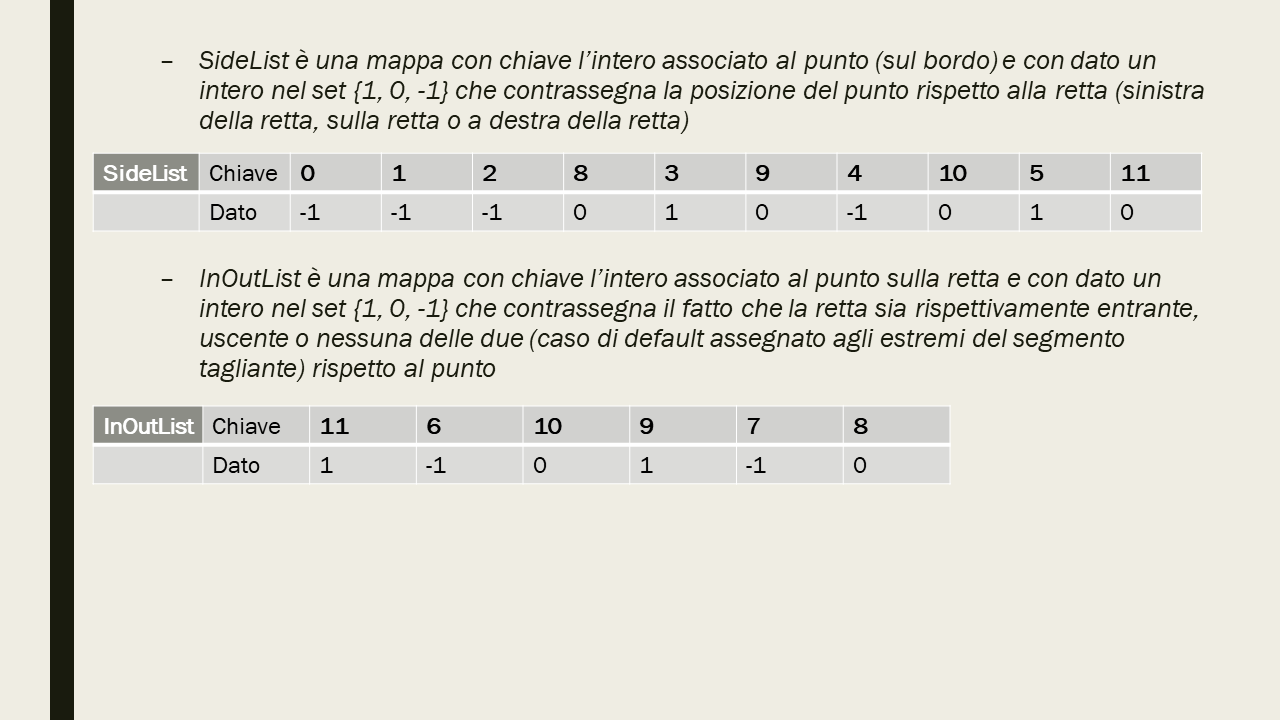 – SideList è una mappa con chiave l’intero associato al punto (sul bordo) e con dato un
intero nel set {1, 0, -1} che contrassegna la posizione del punto rispetto alla retta (sinistra
della retta, sulla retta o a destra della retta)
SideList Chiave 0 1 2 8 3 9 4 10 5 11
Dato -1 -1 -1 0 1 0 -1 0 1 0
– InOutList è una mappa con chiave l’intero associato al punto sulla retta e con dato un
intero nel set {1, 0, -1} che contrassegna il fatto che la retta sia rispettivamente entrante,
uscente o nessuna delle due (caso di default assegnato agli estremi del segmento
tagliante) rispetto al punto
InOutList Chiave 11 6 10 9 7 8
Dato 1 -1 0 1 -1 0